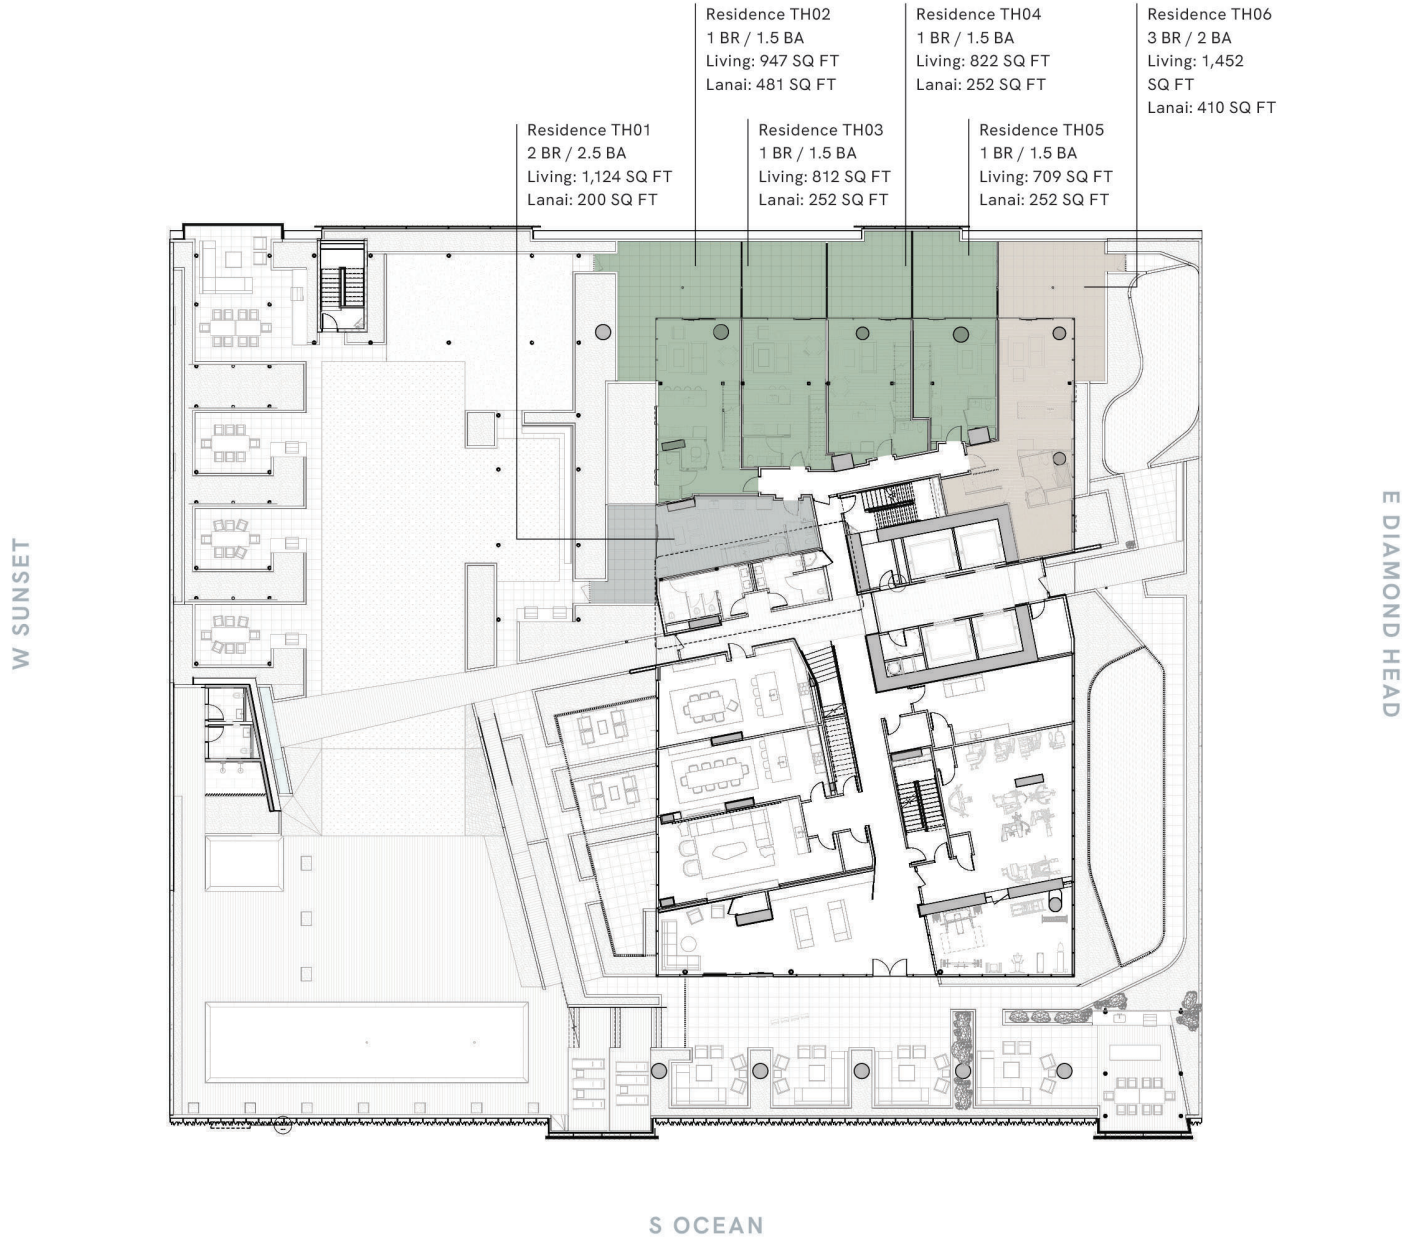 Residence TH02
1 BR / 1.5 BA
Living: 947 SQ FT
Lanai: 481 SQ FT
Residence TH04
1 BR / 1.5 BA
Living: 822 SQ FT
Lanai: 252 SQ FT
Residence TH06
3 BR / 2 BA
Living: 1,452
SQ FT
Lanai: 410 SQ FT
Residence TH01
2 BR / 2.5 BA
Living: 1,124 SQ FT
Lanai: 200 SQ FT
Residence TH03
1 BR / 1.5 BA
Living: 812 SQ FT
Lanai: 252 SQ FT
Residence TH05
1 BR / 1.5 BA
Living: 709 SQ FT
Lanai: 252 SQ FT
W SUNSET
E DIAMOND HEAD
S OCEAN